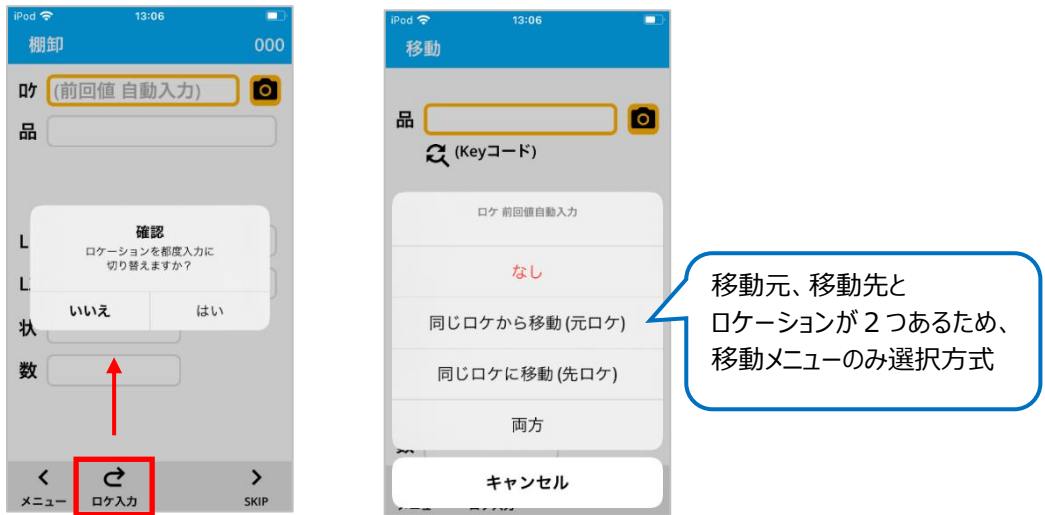 iPod 13:06
棚卸 000
ロケ (前回値 自動入力)
品
L
L
状
数
確認
ロケーションを都度入力に
切り替えますか?
いいえ はい
メニュー ロケ入力 SKIP
iPod 13:06
移動
品
(Keyコード)
ロケ 前回値自動入力
なし
同じロケから移動 (元ロケ)
同じロケに移動 (先ロケ)
両方
キャンセル
移動元、移動先と
ロケーションが２つあるため、
移動メニューのみ選択方式